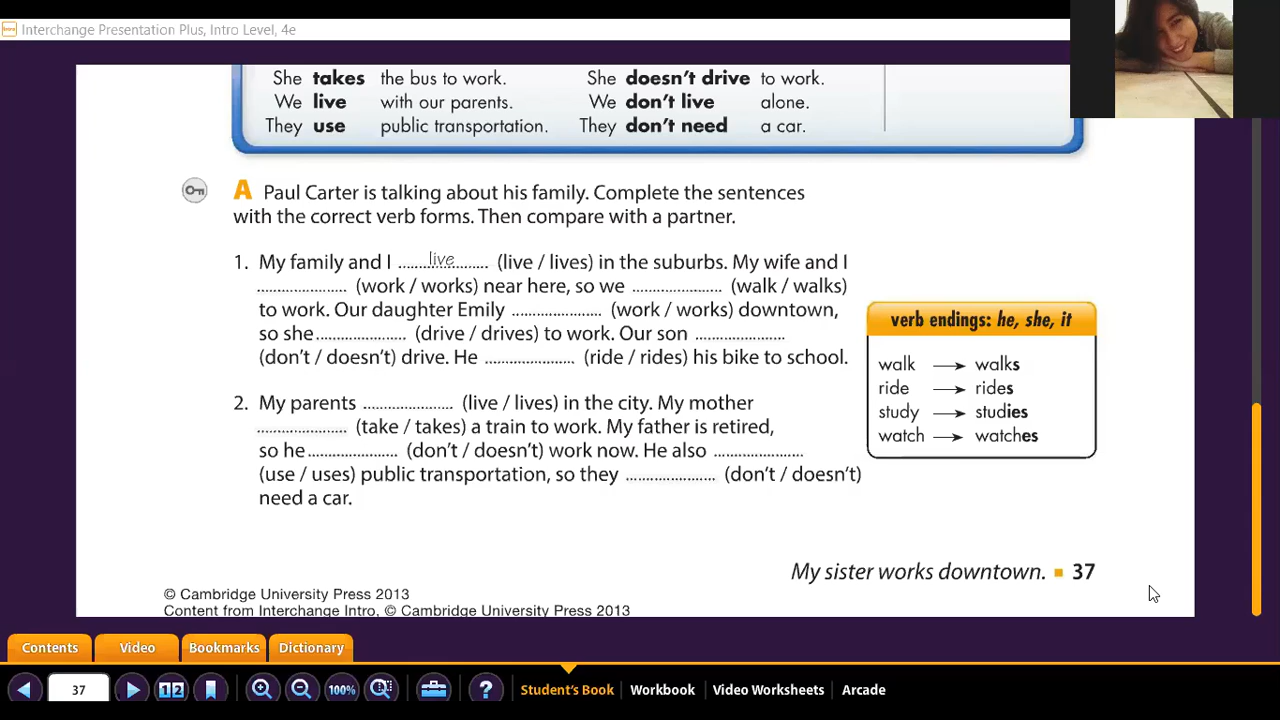 Interchange Presentation Plus, Intro Level, 4e
She takes the bus to work. She doesn't drive to work.
We live with our parents. We don't live alone.
They use public transportation. They don't need a car.
A Paul Carter is talking about his family. Complete the sentences
with the correct verb forms. Then compare with a partner.
1. My family and I .......live....... (live / lives) in the suburbs. My wife and I
...................... (work / works) near here, so we ...................... (walk / walks)
to work. Our daughter Emily ...................... (work / works) downtown,
so she ...................... (drive / drives) to work. Our son ......................
(don't / doesn't) drive. He ...................... (ride / rides) his bike to school.
2. My parents ...................... (live / lives) in the city. My mother
...................... (take / takes) a train to work. My father is retired,
so he ...................... (don't / doesn't) work now. He also ......................
(use / uses) public transportation, so they ...................... (don't / doesn't)
need a car.
verb endings: he, she, it
walk → walks
ride → rides
study → studies
watch → watches
My sister works downtown. ■ 37
© Cambridge University Press 2013
Content from Interchange Intro, © Cambridge University Press 2013
Contents Video Bookmarks Dictionary
37 1 2 100% ? Student's Book Workbook Video Worksheets Arcade